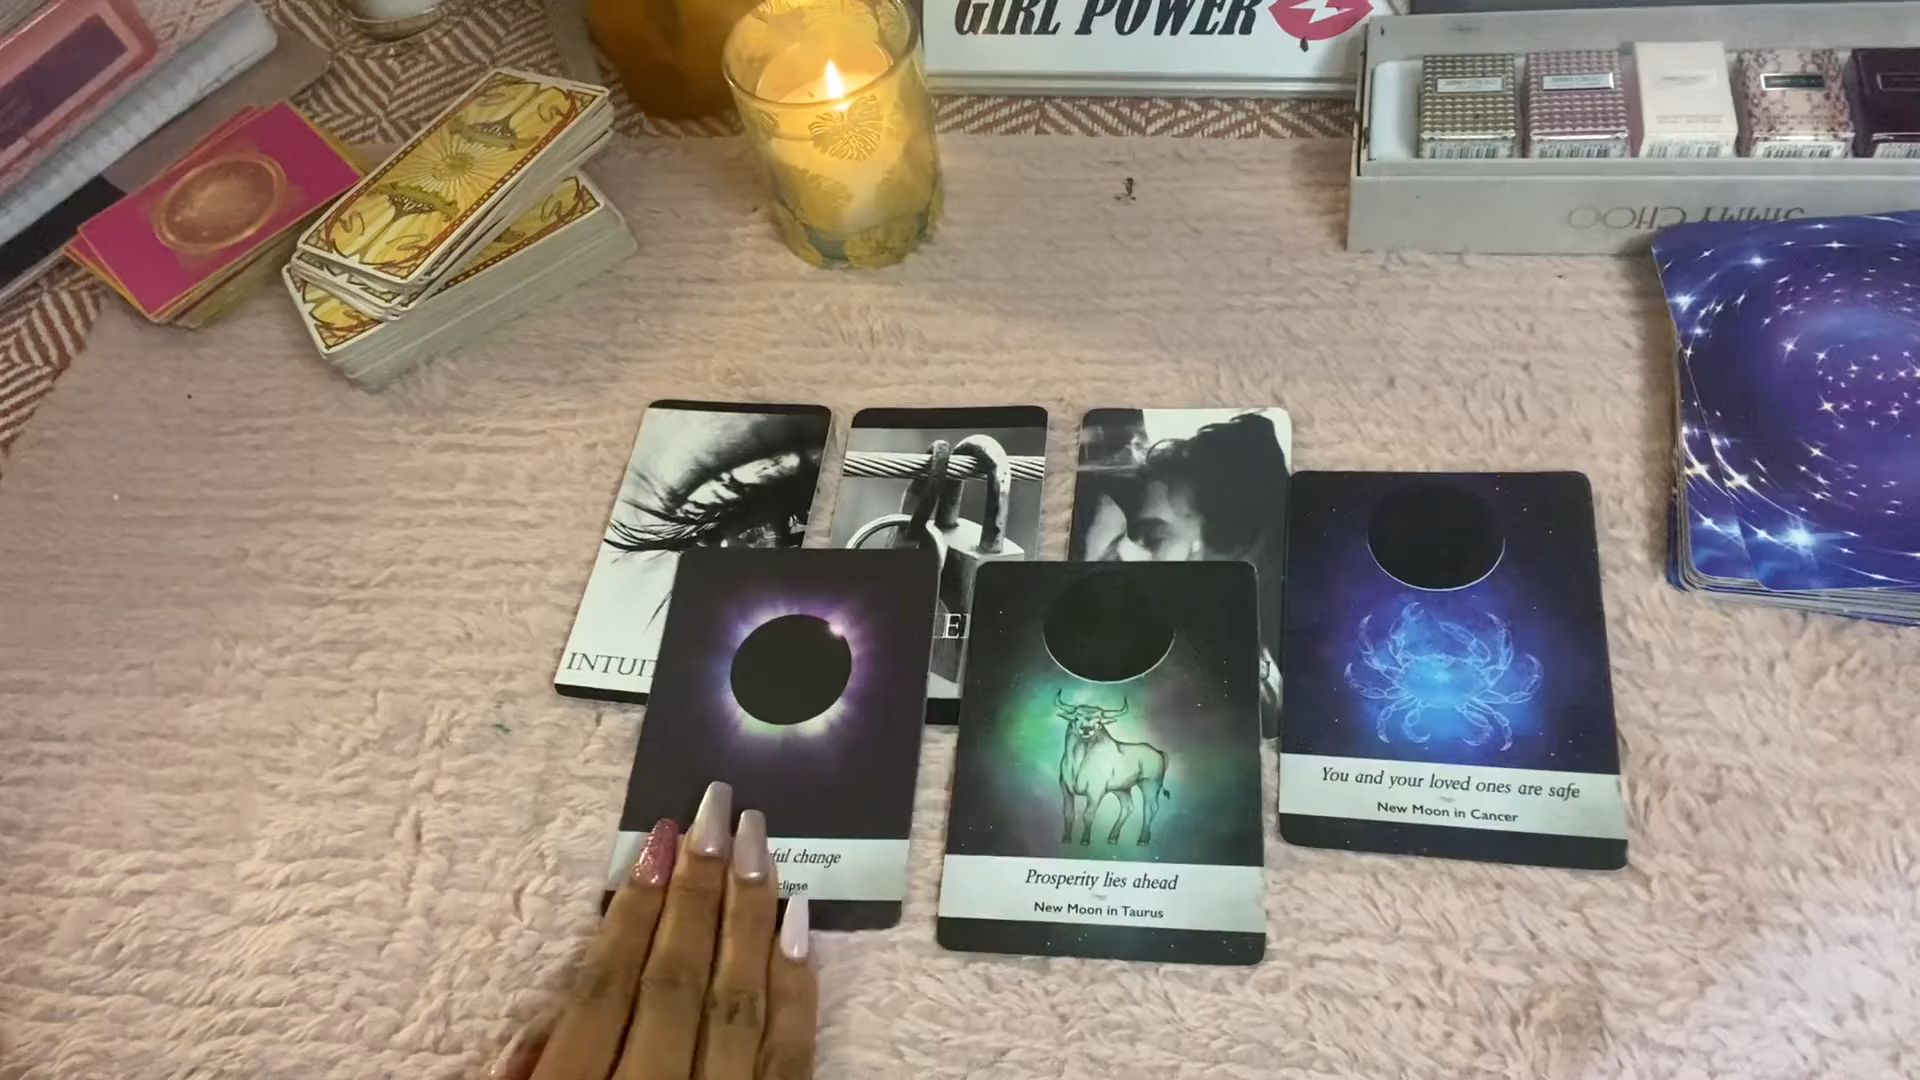 GIRL POWER
JIMMY CHOO
INTUIT
E
ful change
clipse
Prosperity lies ahead
New Moon in Taurus
You and your loved ones are safe
New Moon in Cancer